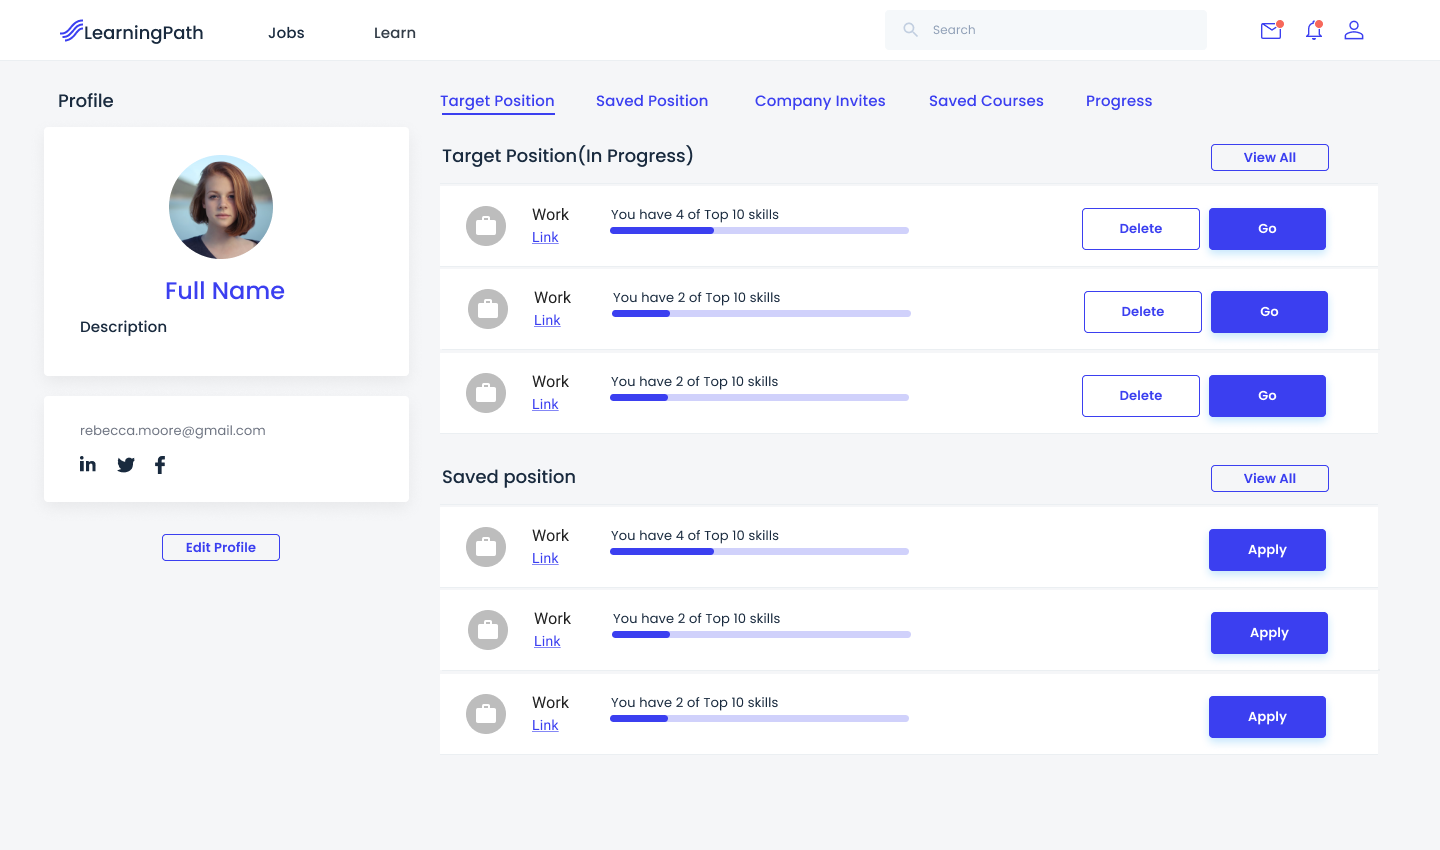 LearningPath
Jobs
Learn
Search
Profile
Full Name
Description
rebecca.moore@gmail.com
in
Edit Profile
Target Position
Saved Position
Company Invites
Saved Courses
Progress
Target Position(In Progress)
View All
Work
Link
You have 4 of Top 10 skills
Delete
Go
Work
Link
You have 2 of Top 10 skills
Delete
Go
Work
Link
You have 2 of Top 10 skills
Delete
Go
Saved position
View All
Work
Link
You have 4 of Top 10 skills
Apply
Work
Link
You have 2 of Top 10 skills
Apply
Work
Link
You have 2 of Top 10 skills
Apply